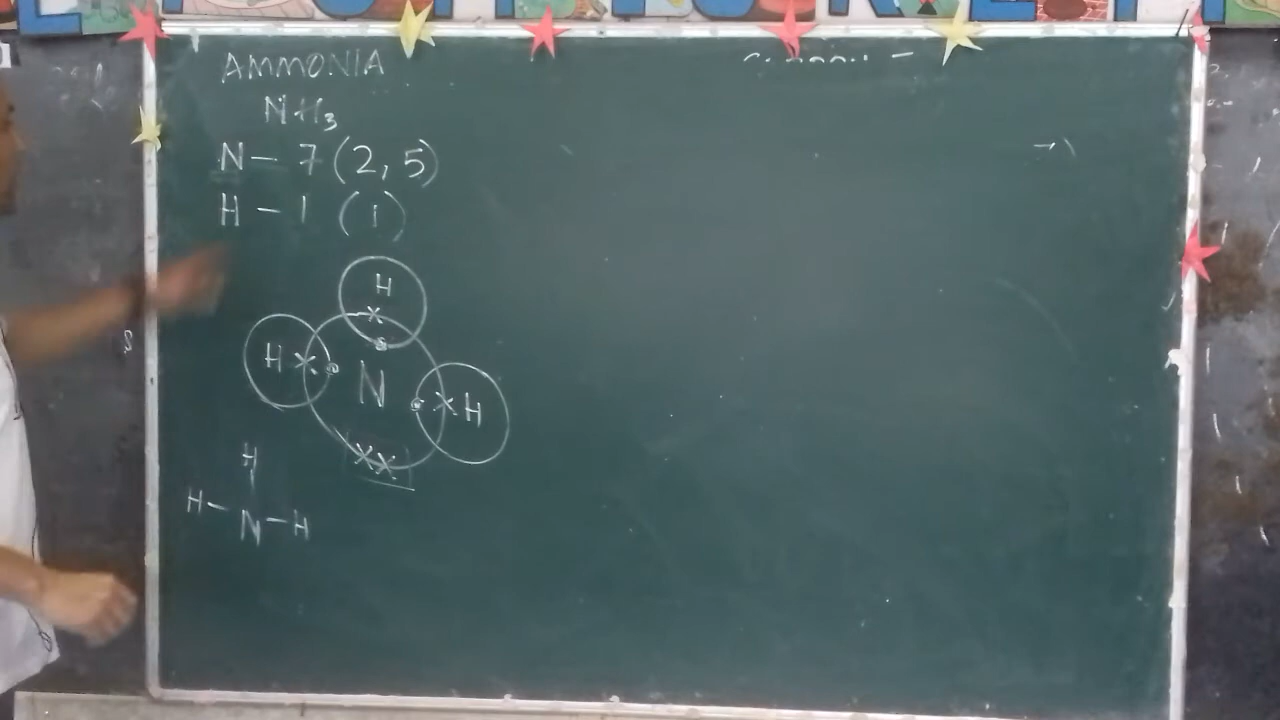 AMMONIA
NH3
N - 7 (2, 5)
H - 1 (1)
H
H
N
H
H
H - N - H